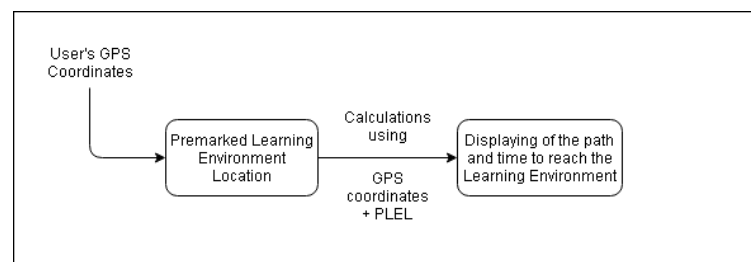 User's GPS
Coordinates
Premarked Learning
Environment
Location
Calculations
using
GPS
coordinates
+ PLEL
Displaying of the path
and time to reach the
Learning Environment